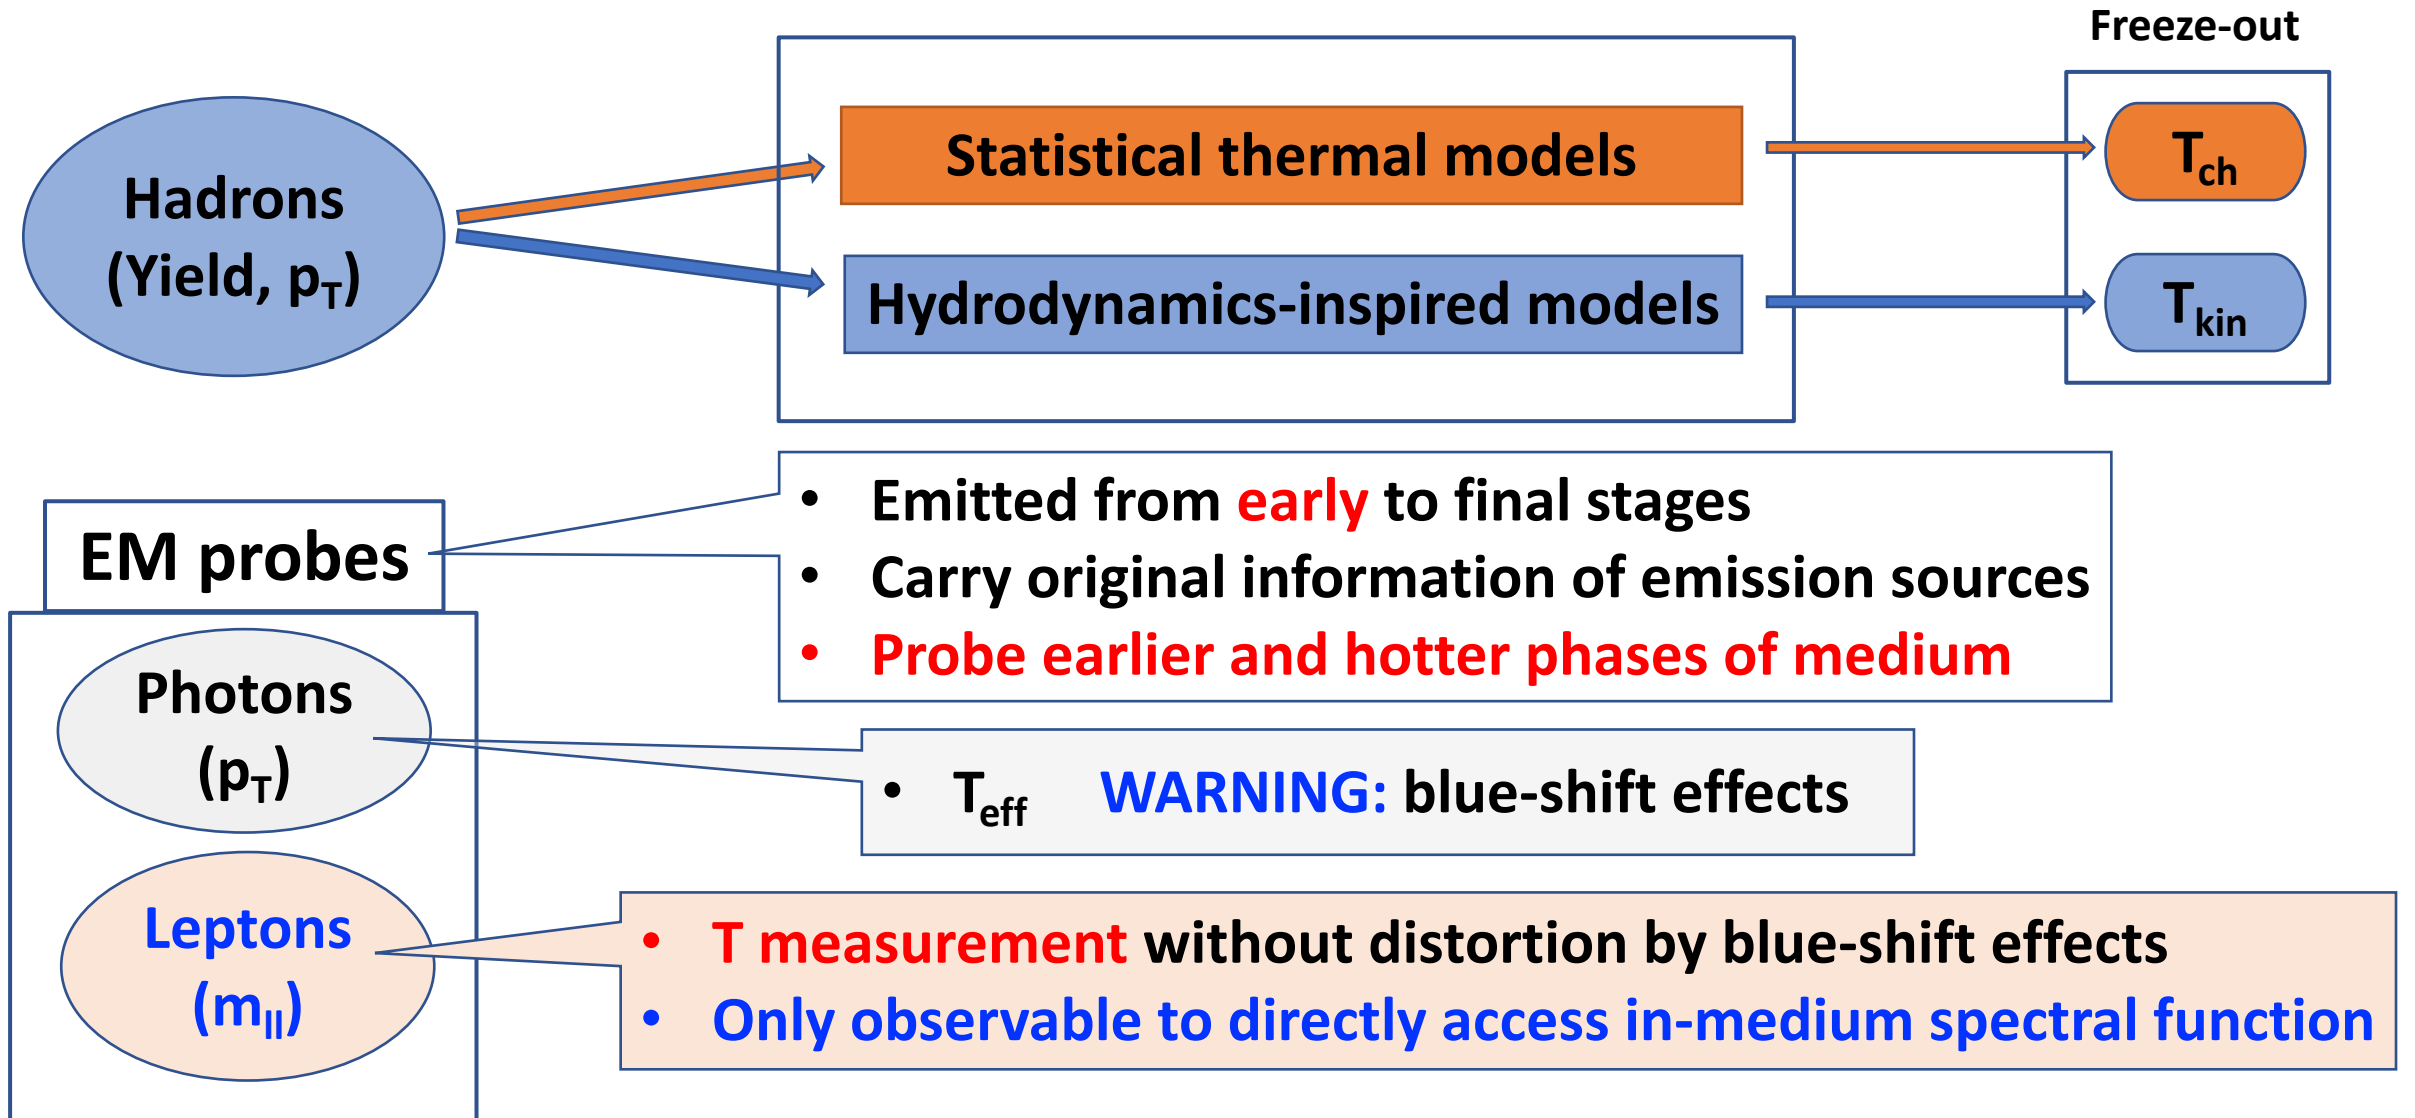 Freeze-out
Hadrons
(Yield, pT)
Statistical thermal models
Tch
Hydrodynamics-inspired models
Tkin
EM probes
• Emitted from early to final stages
• Carry original information of emission sources
• Probe earlier and hotter phases of medium
Photons
(pT)
• Teff WARNING: blue-shift effects
Leptons
(mll)
• T measurement without distortion by blue-shift effects
• Only observable to directly access in-medium spectral function